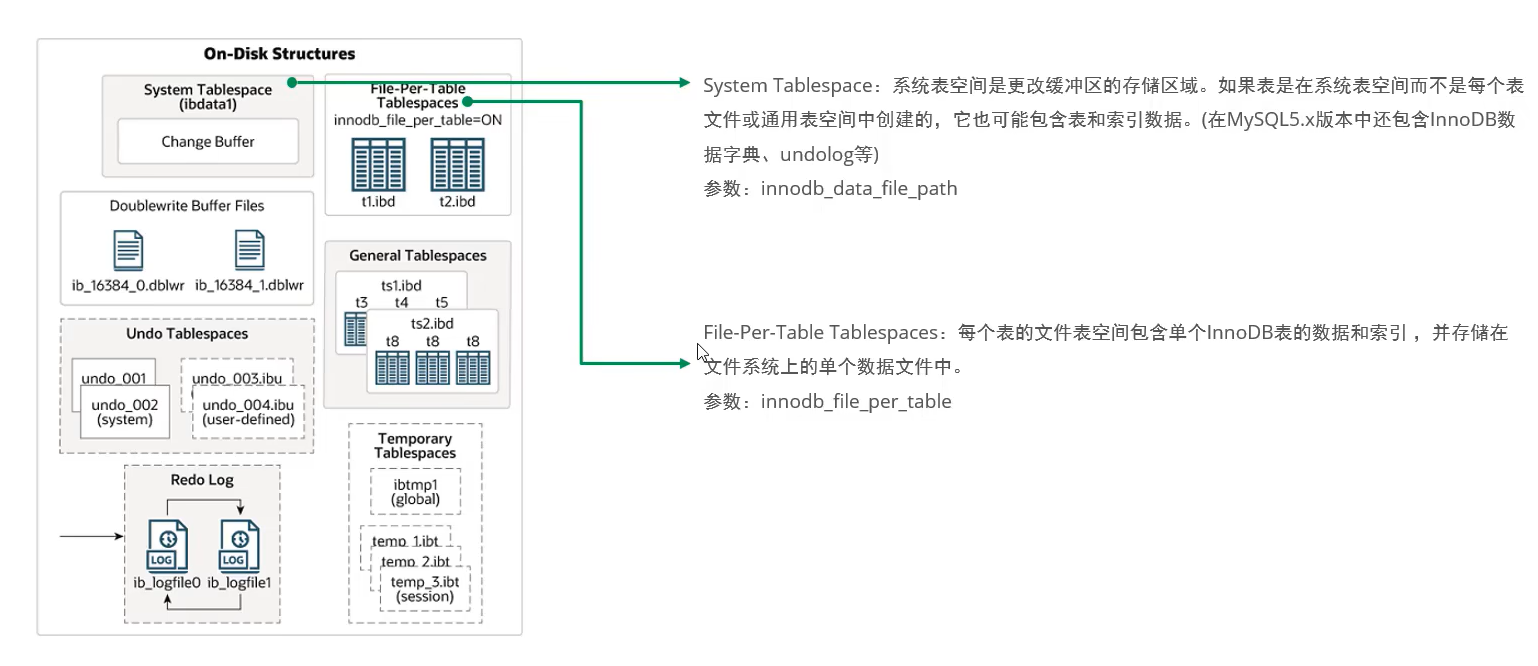 On-Disk Structures
System Tablespace
(ibdata1)
Change Buffer
File-Per-Table
Tablespaces
innodb_file_per_table=ON
t1.ibd
t2.ibd
Doublewrite Buffer Files
ib_16384_0.dblwr
ib_16384_1.dblwr
General Tablespaces
ts1.ibd
t3
t4
t5
ts2.ibd
t8
t8
t8
Undo Tablespaces
undo_001
undo_002
(system)
undo_003.ibu
undo_004.ibu
(user-defined)
Temporary
Tablespaces
ibtmp1
(global)
temp_1.ibt
temp_2.ibt
temp_3.ibt
(session)
Redo Log
LOG
LOG
ib_logfile0
ib_logfile1
System Tablespace：系统表空间是更改缓冲区的存储区域。如果表是在系统表空间而不是每个表
文件或通用表空间中创建的，它也可能包含表和索引数据。(在MySQL5.x版本中还包含InnoDB数
据字典、undolog等)
参数：innodb_data_file_path
File-Per-Table Tablespaces：每个表的文件表空间包含单个InnoDB表的数据和索引 ，并存储在
文件系统上的单个数据文件中。
参数：innodb_file_per_table